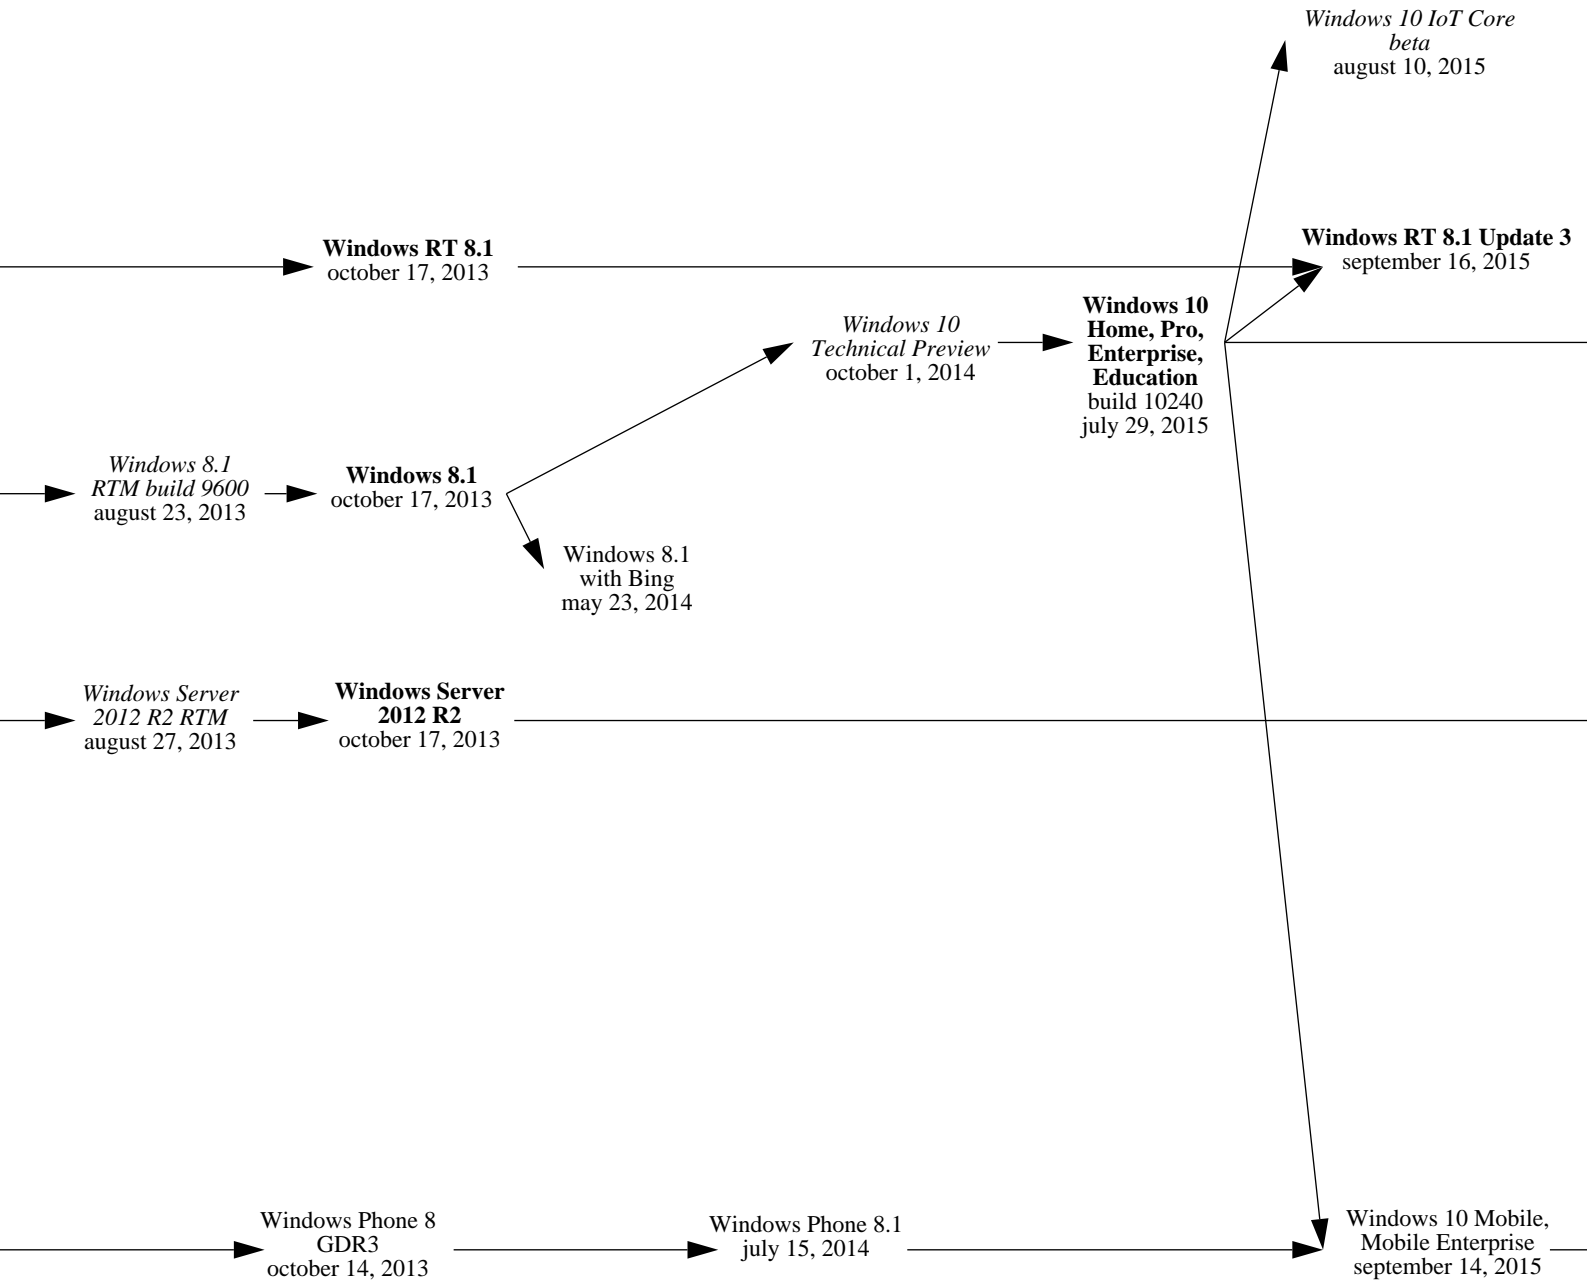 Windows 10 IoT Core
beta
august 10, 2015
Windows RT 8.1
october 17, 2013
Windows RT 8.1 Update 3
september 16, 2015
Windows 10
Technical Preview
october 1, 2014
Windows 10
Home, Pro,
Enterprise,
Education
build 10240
july 29, 2015
Windows 8.1
RTM build 9600
august 23, 2013
Windows 8.1
october 17, 2013
Windows 8.1
with Bing
may 23, 2014
Windows Server
2012 R2 RTM
august 27, 2013
Windows Server
2012 R2
october 17, 2013
Windows Phone 8
GDR3
october 14, 2013
Windows Phone 8.1
july 15, 2014
Windows 10 Mobile,
Mobile Enterprise
september 14, 2015